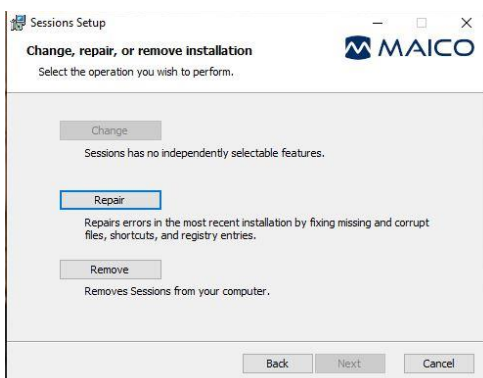 Sessions Setup
Change, repair, or remove installation
MAICO
Select the operation you wish to perform.
Change
Sessions has no independently selectable features.
Repair
Repairs errors in the most recent installation by fixing missing and corrupt
files, shortcuts, and registry entries.
Remove
Removes Sessions from your computer.
Back Next Cancel